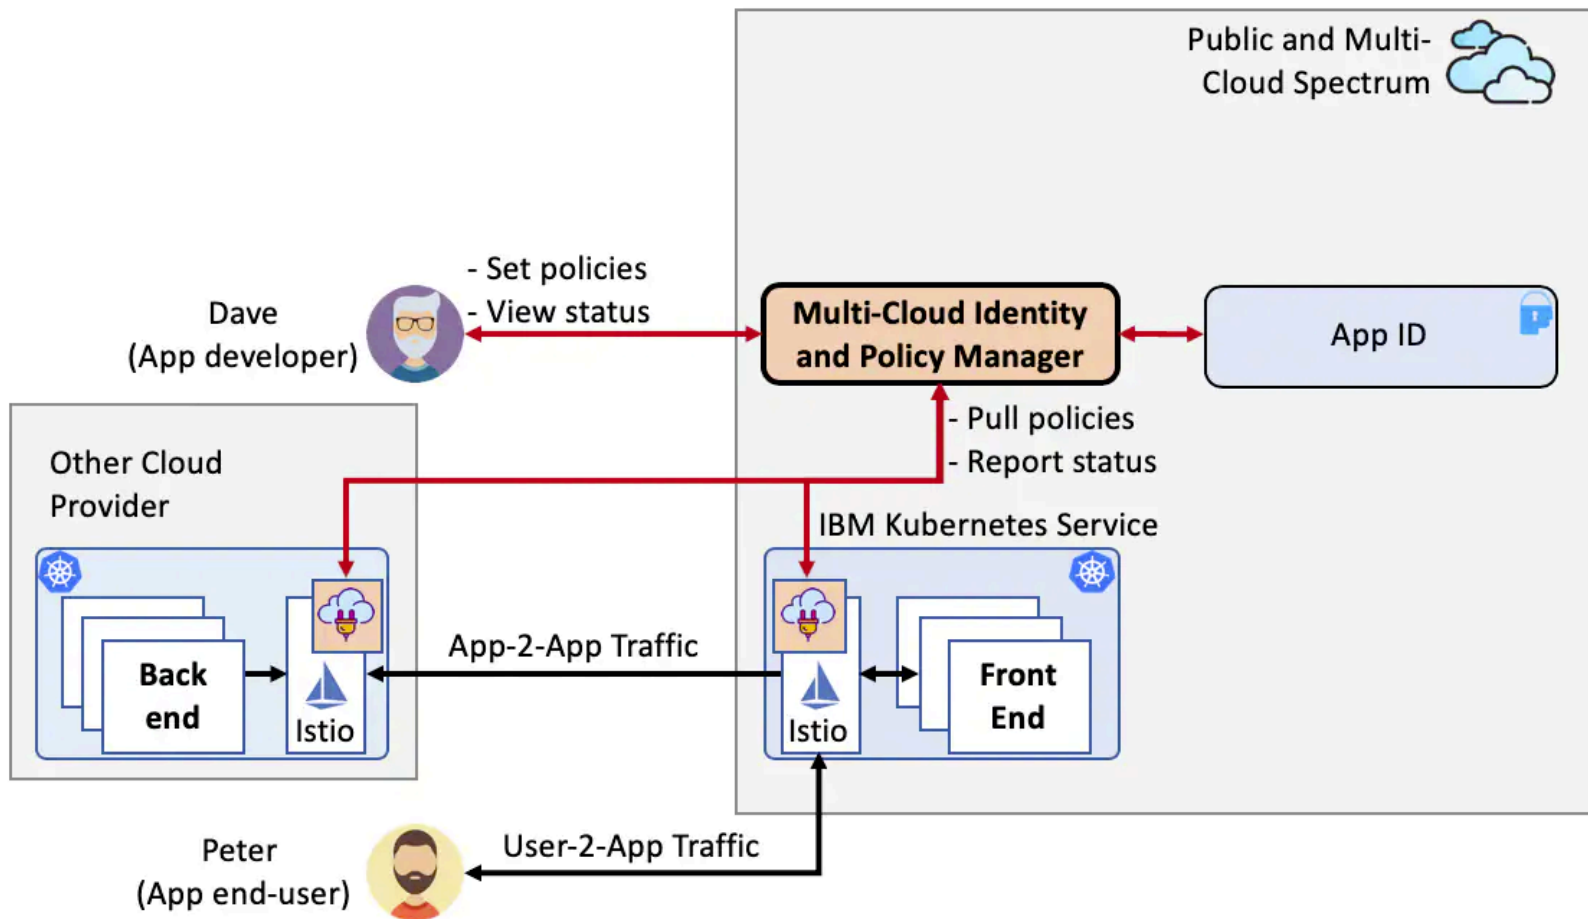 Public and Multi-
Cloud Spectrum
- Set policies
- View status
Dave
(App developer)
Multi-Cloud Identity
and Policy Manager
App ID
- Pull policies
- Report status
Other Cloud
Provider
IBM Kubernetes Service
App-2-App Traffic
Back
end
Istio
Istio
Front
End
User-2-App Traffic
Peter
(App end-user)